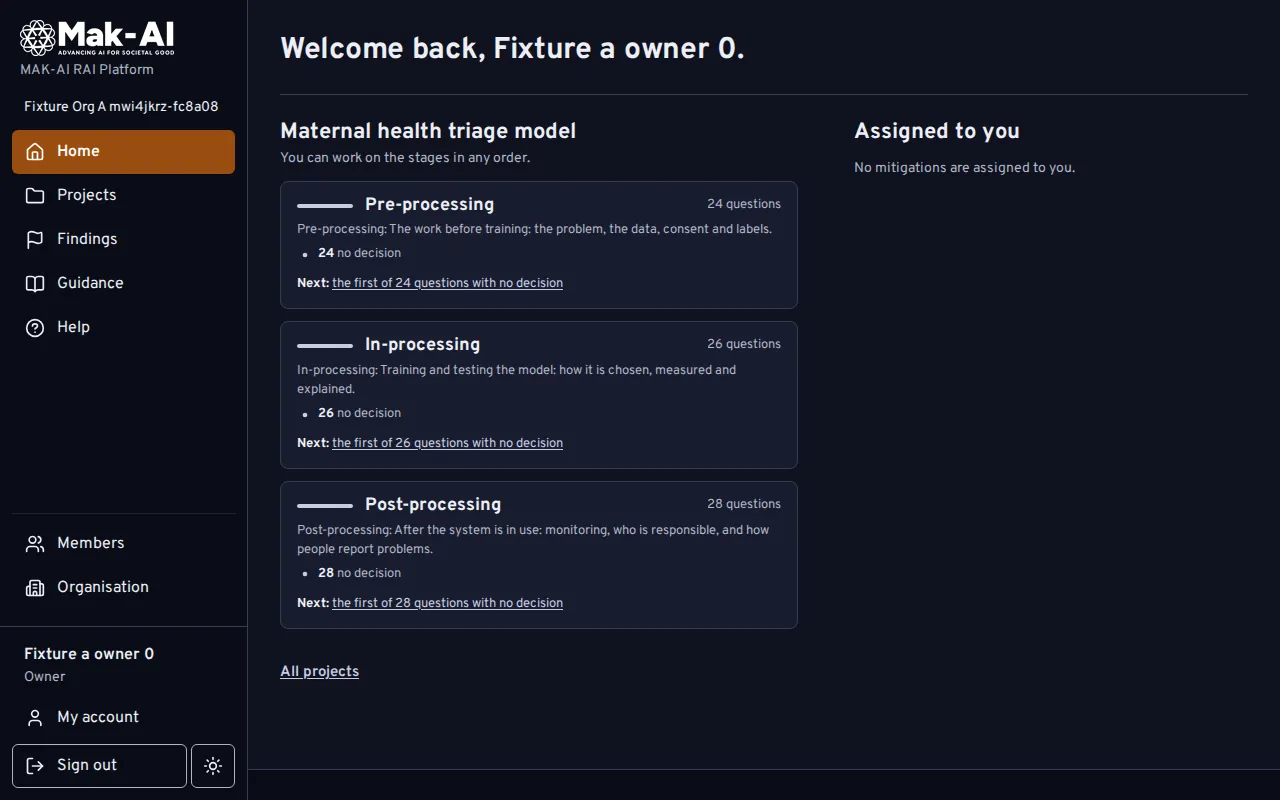 Mak-AI
ADVANCING AI FOR SOCIETAL GOOD
MAK-AI RAI Platform
Fixture Org A mwi4jkrz-fc8a08
Home
Projects
Findings
Guidance
Help
Members
Organisation
Fixture a owner 0
Owner
My account
Sign out
Welcome back, Fixture a owner 0.
Maternal health triage model
You can work on the stages in any order.
Pre-processing
24 questions
Pre-processing: The work before training: the problem, the data, consent and labels.
24 no decision
Next: the first of 24 questions with no decision
In-processing
26 questions
In-processing: Training and testing the model: how it is chosen, measured and
explained.
26 no decision
Next: the first of 26 questions with no decision
Post-processing
28 questions
Post-processing: After the system is in use: monitoring, who is responsible, and how
people report problems.
28 no decision
Next: the first of 28 questions with no decision
All projects
Assigned to you
No mitigations are assigned to you.